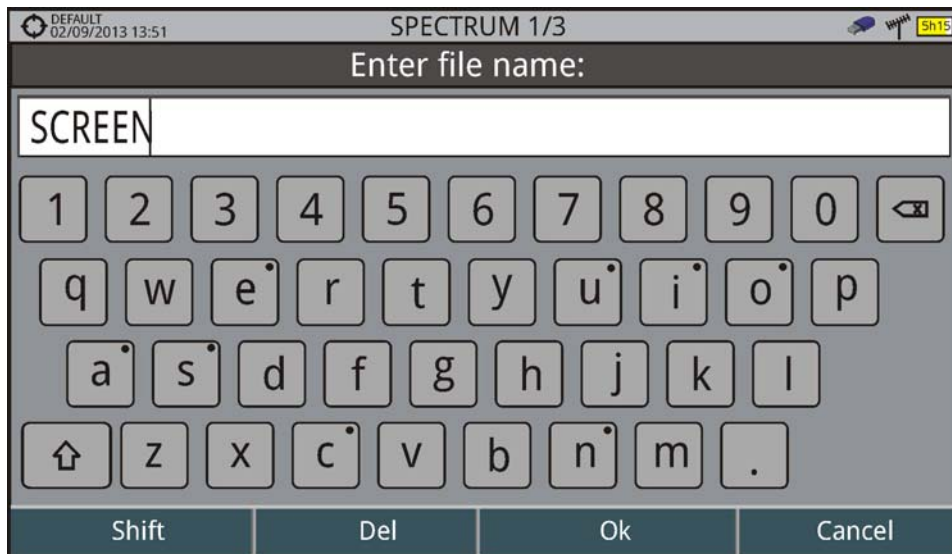 DEFAULT
02/09/2013 13:51
SPECTRUM 1/3
5h15
Enter file name:
SCREEN
1 2 3 4 5 6 7 8 9 0
q w e r t y u i o p
a s d f g h j k l
z x c v b n m .
Shift Del Ok Cancel